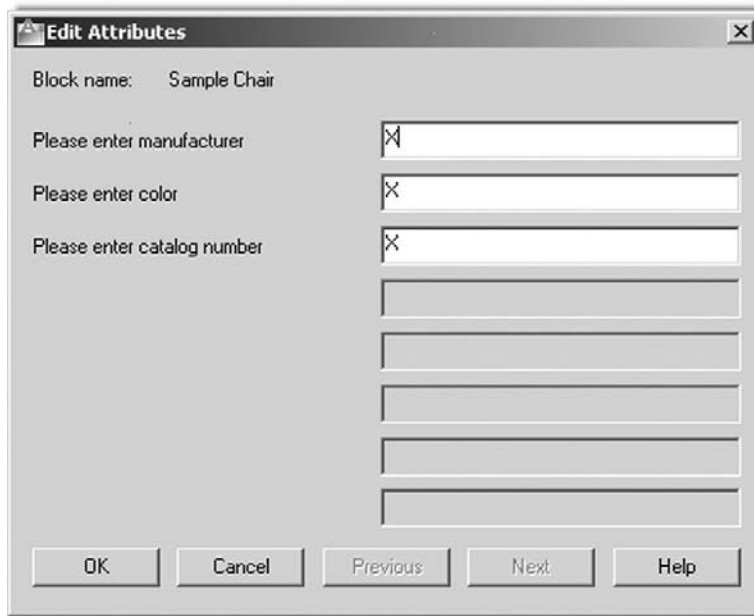 Edit Attributes
Block name: Sample Chair
Please enter manufacturer X
Please enter color X
Please enter catalog number X
OK Cancel Previous Next Help